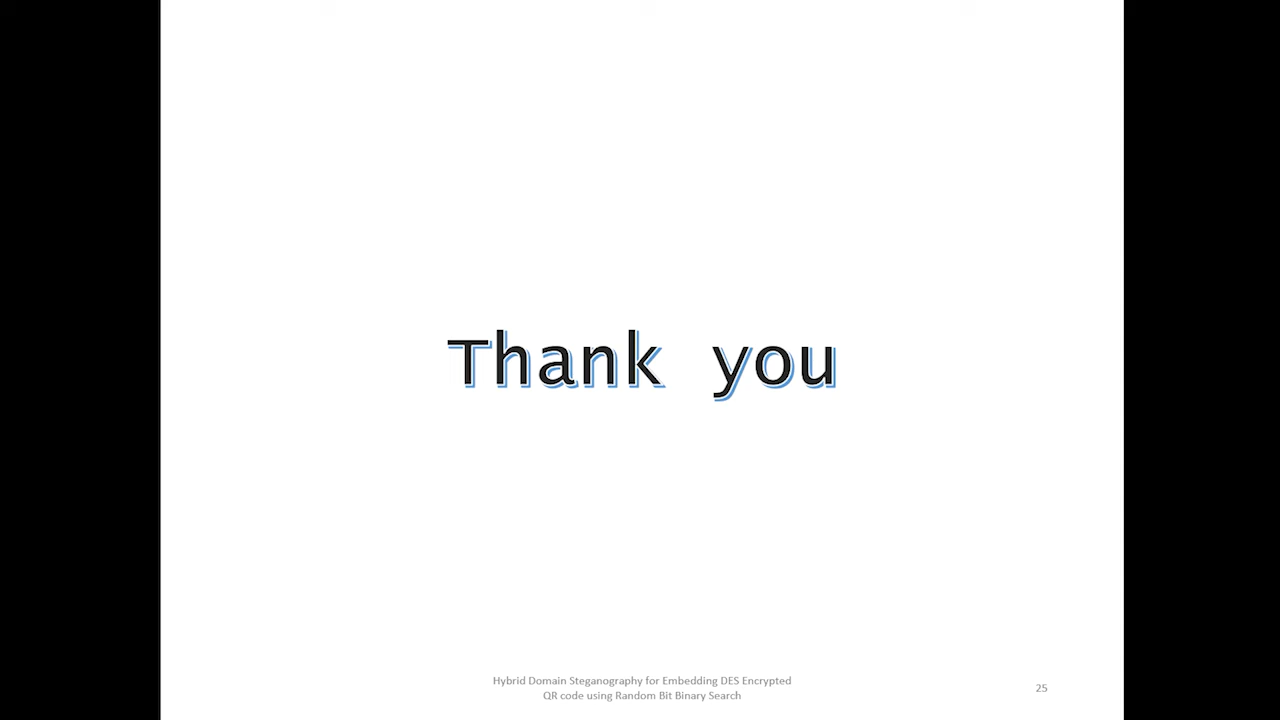 Thank you
Hybrid Domain Steganography for Embedding DES Encrypted
QR code using Random Bit Binary Search
25